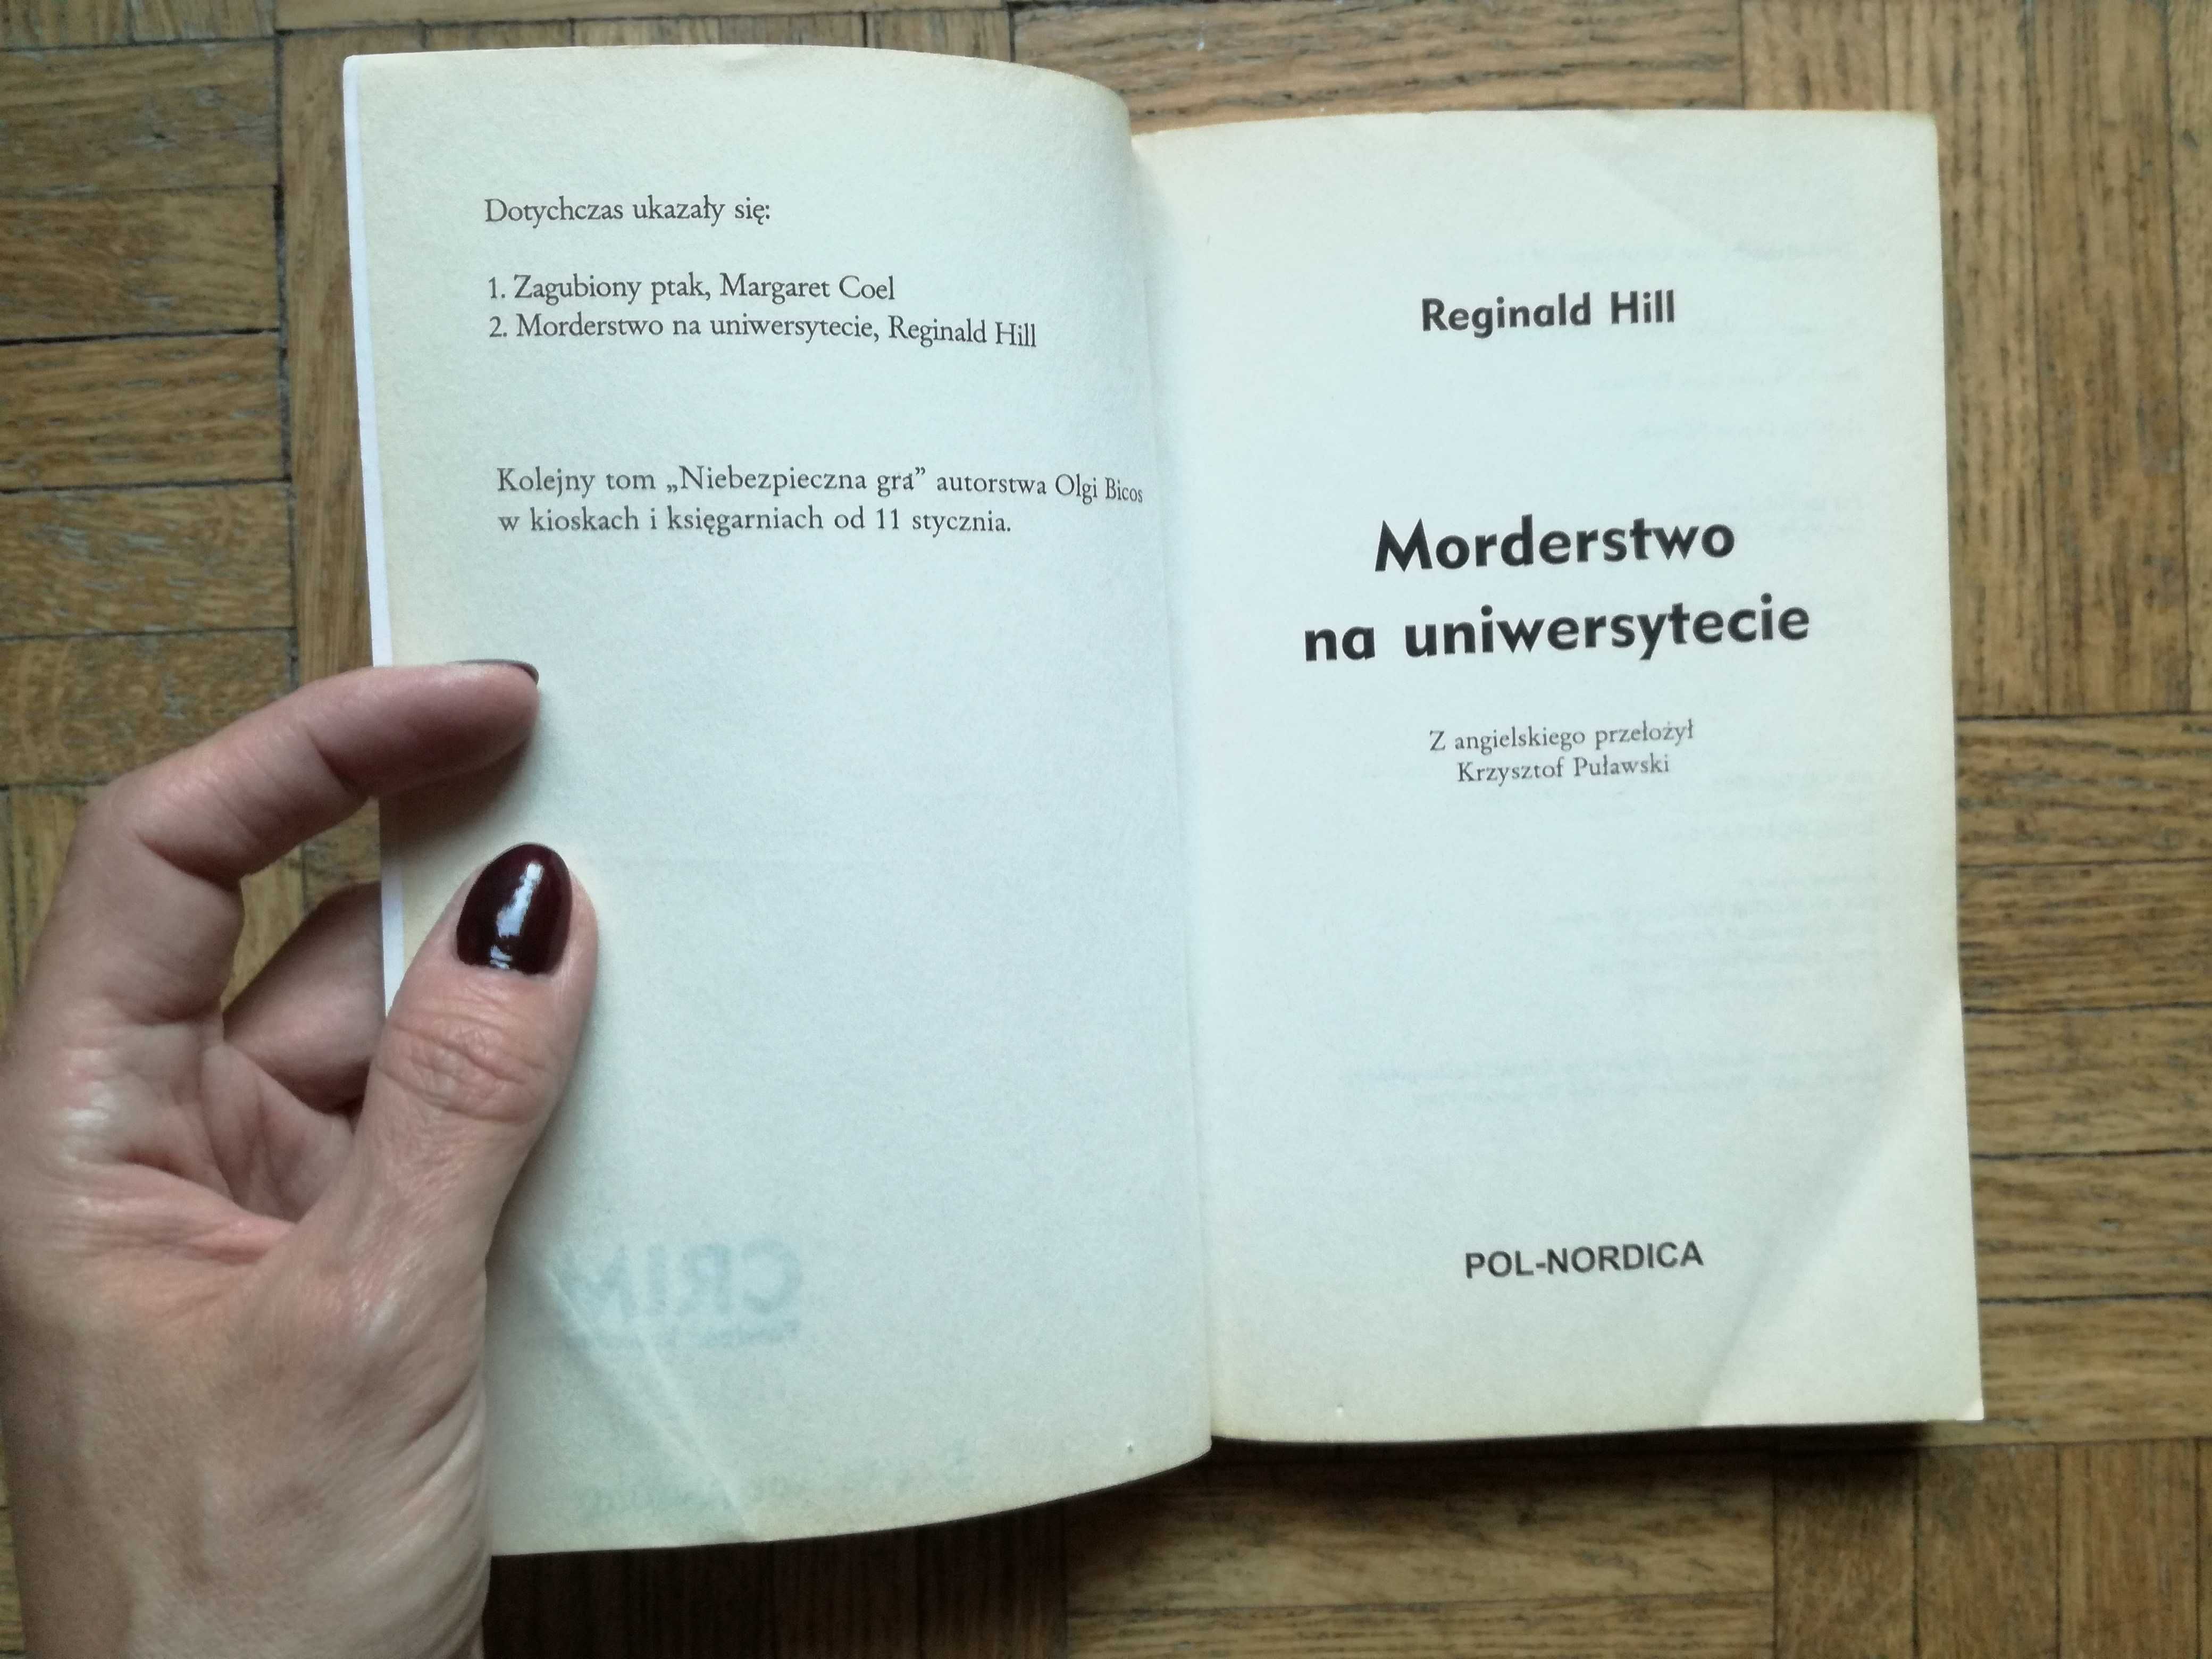 Dotychczas ukazały się:
1. Zagubiony ptak, Margaret Coel
2. Morderstwo na uniwersytecie, Reginald Hill
Kolejny tom „Niebezpieczna gra” autorstwa Olgi Bicos
w kioskach i księgarniach od 11 stycznia.
Reginald Hill
Morderstwo
na uniwersytecie
Z angielskiego przełożył
Krzysztof Puławski
POL-NORDICA